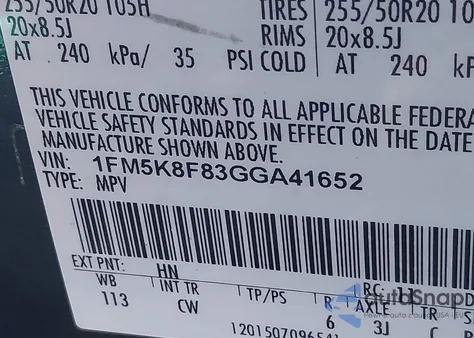 255/50R20 105H TIRES 255/50R20
20x8.5J RIMS 20x8.5J
AT 240 kPa/ 35 PSI COLD AT 240
THIS VEHICLE CONFORMS TO ALL APPLICABLE
VEHICLE SAFETY STANDARDS IN EFFECT ON THE DATE
MANUFACTURE SHOWN ABOVE.
VIN: 1FM5K8F83GGA41652
TYPE: MPV
EXT PNT: HN RC: 11
WB INT TR TP/PS R AXLE TR S
113 CW 6 3J